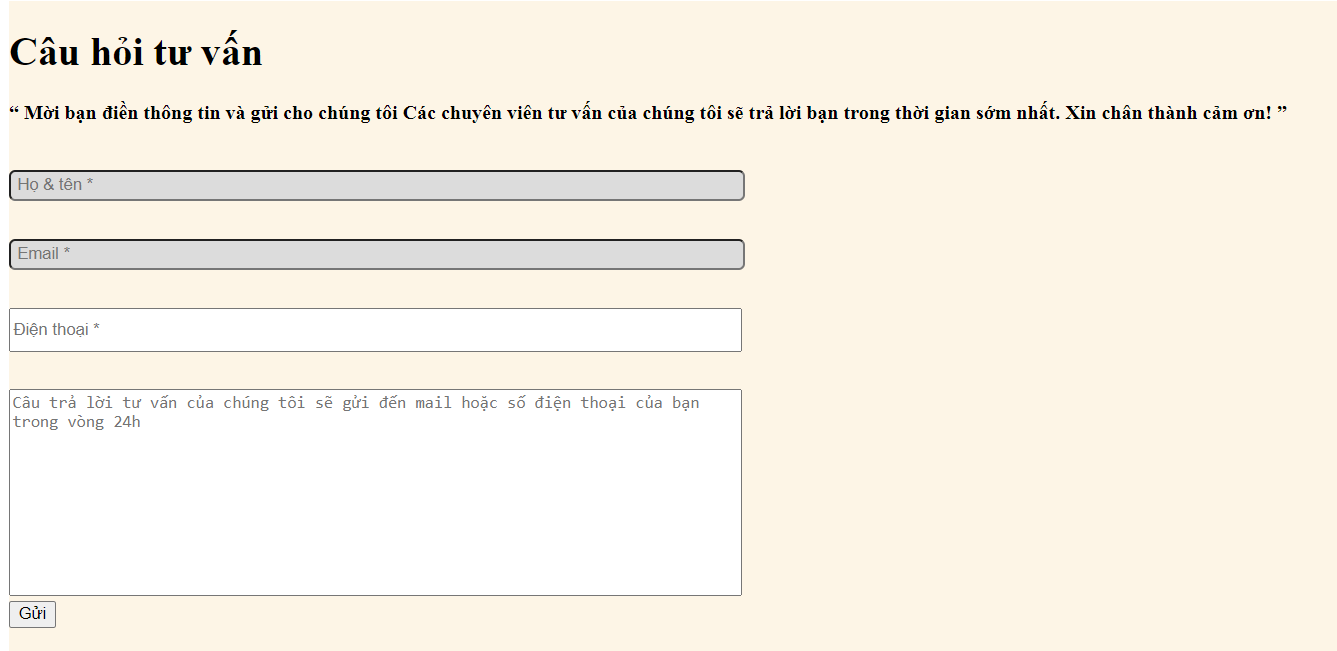 Câu hỏi tư vấn
“ Mời bạn điền thông tin và gửi cho chúng tôi Các chuyên viên tư vấn của chúng tôi sẽ trả lời bạn trong thời gian sớm nhất. Xin chân thành cảm ơn! ”
Họ & tên *
Email *
Điện thoại *
Câu trả lời tư vấn của chúng tôi sẽ gửi đến mail hoặc số điện thoại của bạn
trong vòng 24h
Gửi